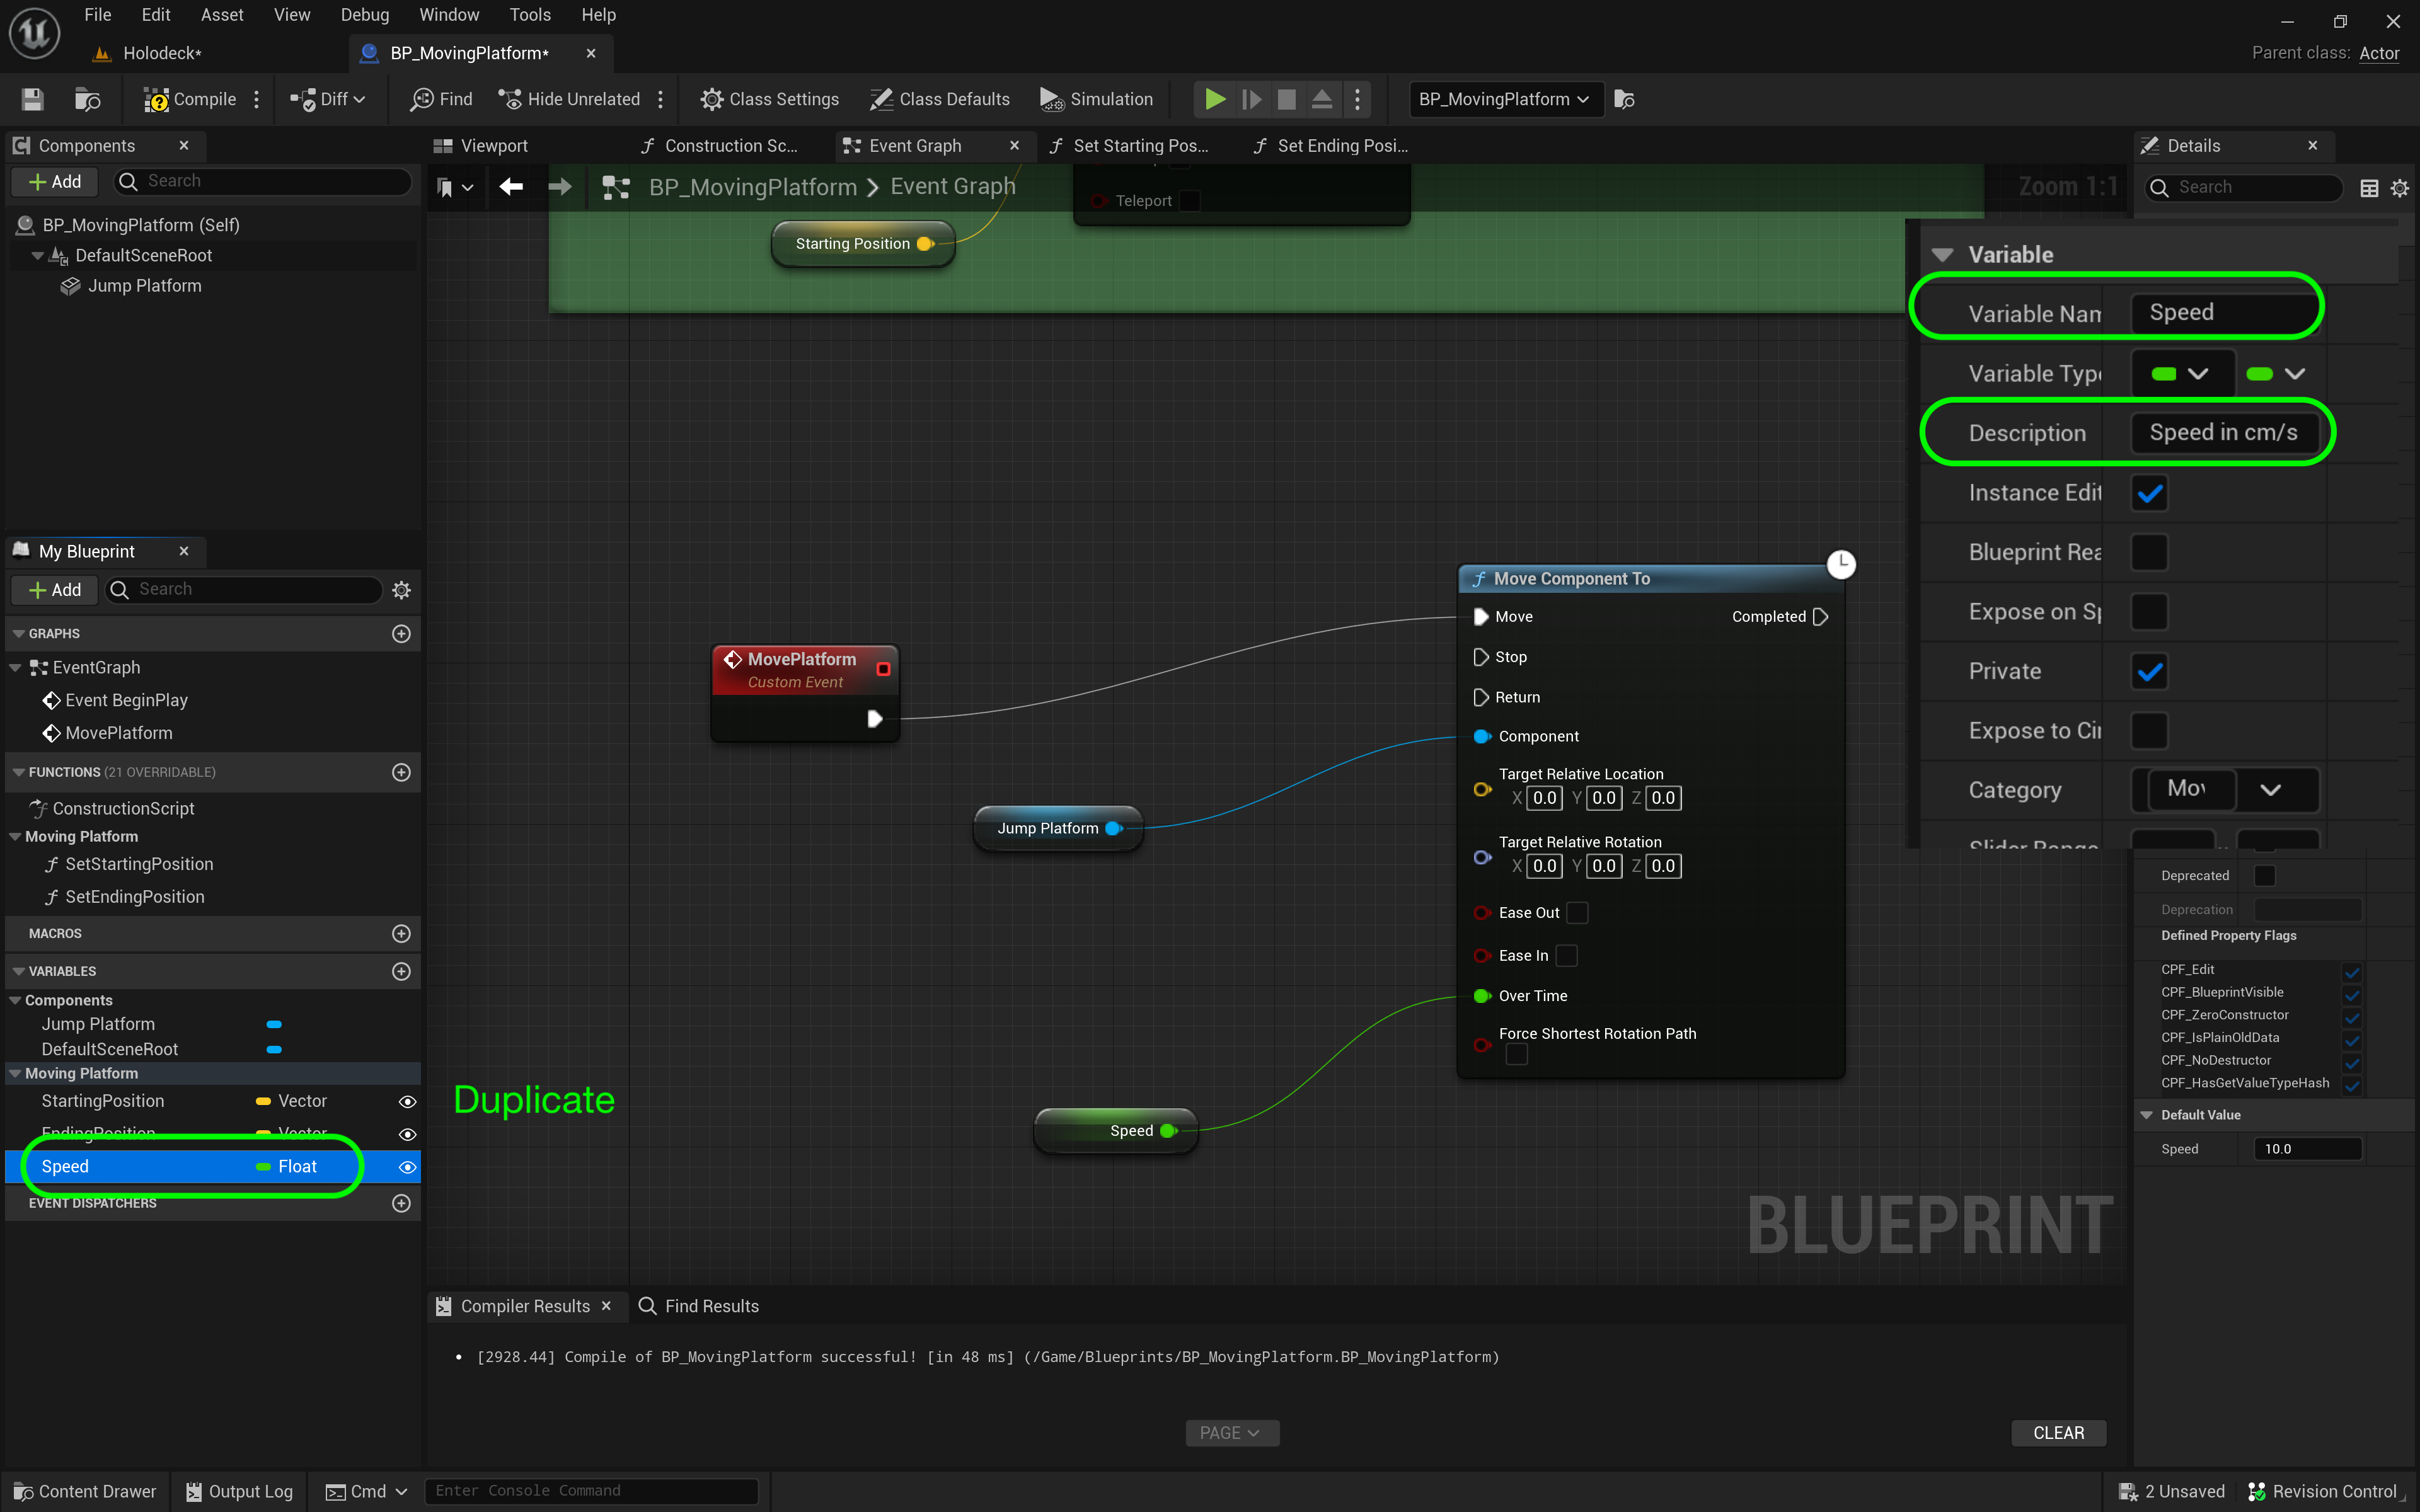 File Edit Asset View Debug Window Tools Help
Holodeck*
BP_MovingPlatform*
Parent class: Actor
Compile
Diff
Find
Hide Unrelated
Class Settings
Class Defaults
Simulation
BP_MovingPlatform
Components
Add
Search
BP_MovingPlatform (Self)
DefaultSceneRoot
Jump Platform
My Blueprint
Add
Search
GRAPHS
EventGraph
Event BeginPlay
MovePlatform
FUNCTIONS (21 OVERRIDABLE)
ConstructionScript
Moving Platform
SetStartingPosition
SetEndingPosition
MACROS
VARIABLES
Components
Jump Platform
DefaultSceneRoot
Moving Platform
StartingPosition Vector
EndingPosition Vector
Speed Float
EVENT DISPATCHERS
Viewport
Construction Sc...
Event Graph
Set Starting Pos...
Set Ending Posi...
BP_MovingPlatform > Event Graph
Zoom 1:1
Teleport
Starting Position
MovePlatform
Custom Event
Jump Platform
Speed
Duplicate
Move Component To
Move Completed
Stop
Return
Component
Target Relative Location
X 0.0 Y 0.0 Z 0.0
Target Relative Rotation
X 0.0 Y 0.0 Z 0.0
Ease Out
Ease In
Over Time
Force Shortest Rotation Path
BLUEPRINT
Compiler Results
Find Results
• [2928.44] Compile of BP_MovingPlatform successful! [in 48 ms] (/Game/Blueprints/BP_MovingPlatform.BP_MovingPlatform)
PAGE
CLEAR
Details
Search
Variable
Variable Nam Speed
Variable Type
Description Speed in cm/s
Instance Edit
Blueprint Rea
Expose on Sp
Private
Expose to Cin
Category Mov
Slider Range
Deprecated
Deprecation
Defined Property Flags
CPF_Edit
CPF_BlueprintVisible
CPF_ZeroConstructor
CPF_IsPlainOldData
CPF_NoDestructor
CPF_HasGetValueTypeHash
Default Value
Speed 10.0
Content Drawer
Output Log
Cmd
Enter Console Command
2 Unsaved
Revision Control